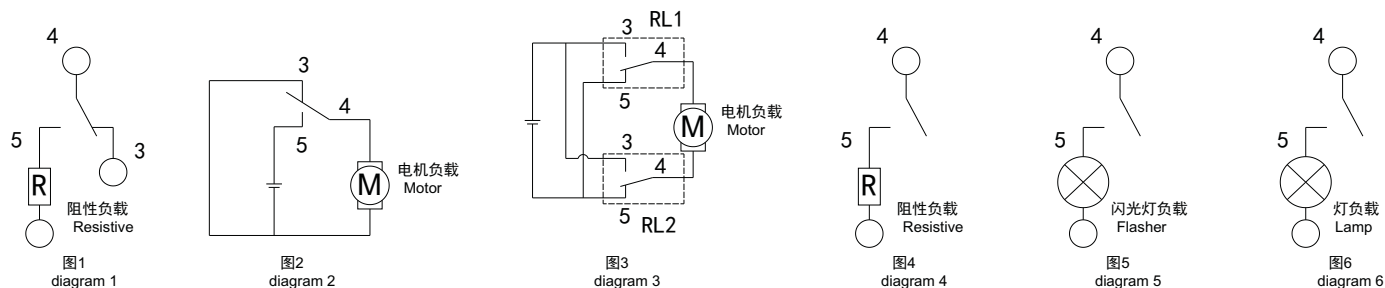 4
5
3
R
阻性负载
Resistive
图1
diagram 1
3
4
5
M
电机负载
Motor
图2
diagram 2
3
RL1
4
5
M
电机负载
Motor
3
4
5
RL2
图3
diagram 3
4
5
R
阻性负载
Resistive
图4
diagram 4
4
5
闪光灯负载
Flasher
图5
diagram 5
4
5
灯负载
Lamp
图6
diagram 6